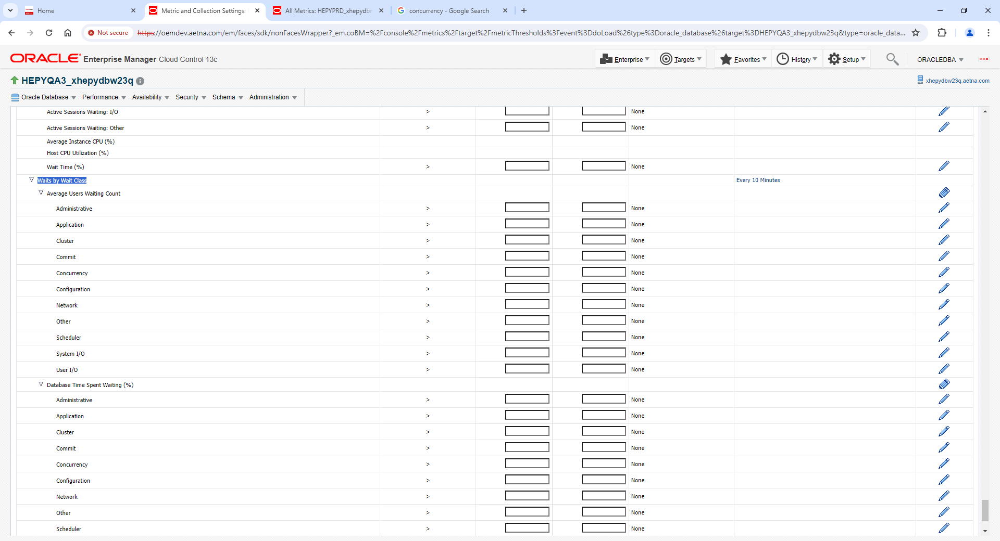 Home
Metric and Collection Settings:
All Metrics: HEPYPRD_xhepydbn
concurrency - Google Search
Not secure
https://oemdev.aetna.com/em/faces/sdk/nonFacesWrapper?_em.coBM=%2Fconsole%2Fmetrics%2Ftarget%2FmetricThresholds%3Fevent%3DdoLoad%26type%3Doracle_database%26target%3DHEPYQA3_xhepydbw23q&type=oracle_data...
ORACLE Enterprise Manager Cloud Control 13c
Enterprise
Targets
Favorites
History
Setup
ORACLEDBA
HEPYQA3_xhepydbw23q
xhepydbw23q.aetna.com
Oracle Database Performance Availability Security Schema Administration
Active Sessions Waiting: I/O > None
Active Sessions Waiting: Other > None
Average Instance CPU (%)
Host CPU Utilization (%)
Wait Time (%) > None
Waits by Wait Class Every 10 Minutes
Average Users Waiting Count
Administrative > None
Application > None
Cluster > None
Commit > None
Concurrency > None
Configuration > None
Network > None
Other > None
Scheduler > None
System I/O > None
User I/O > None
Database Time Spent Waiting (%)
Administrative > None
Application > None
Cluster > None
Commit > None
Concurrency > None
Configuration > None
Network > None
Other > None
Scheduler > None